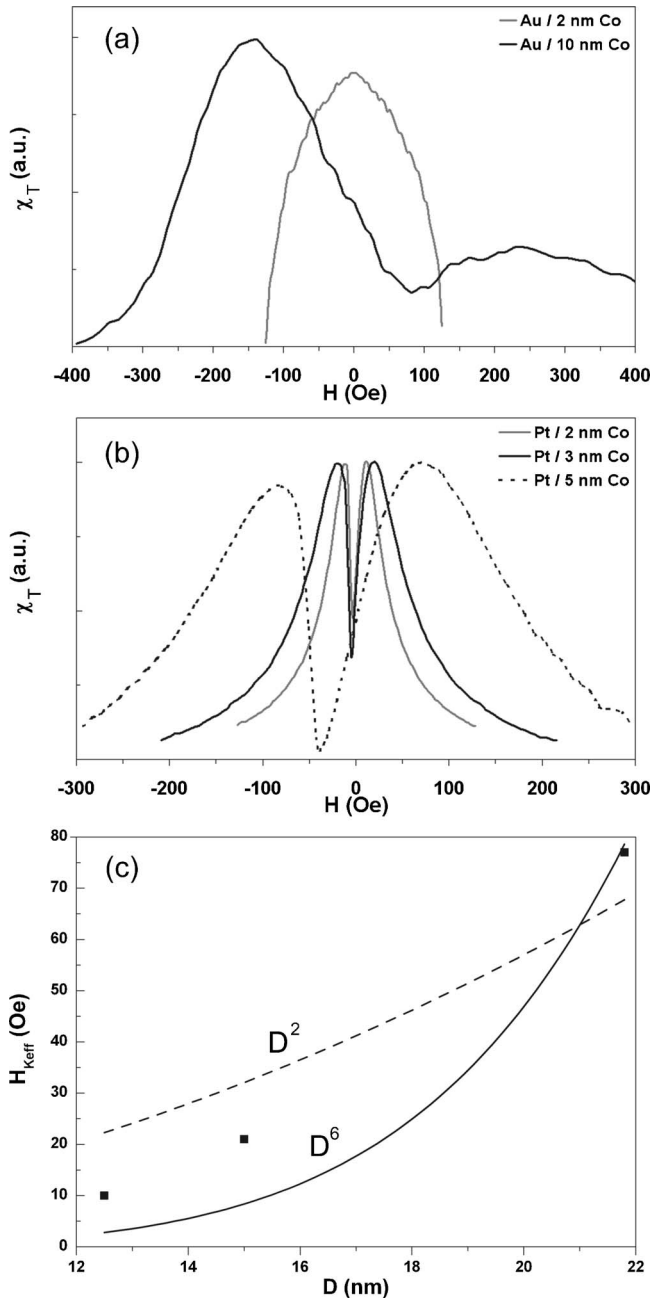 (a)
Au / 2 nm Co
Au / 10 nm Co
χT (a.u.)
-400 -300 -200 -100 0 100 200 300 400
H (Oe)
(b)
Pt / 2 nm Co
Pt / 3 nm Co
Pt / 5 nm Co
χT (a.u.)
-300 -200 -100 0 100 200 300
H (Oe)
(c)
80
70
60
50
40
30
20
10
0
HKeff (Oe)
D2
D6
12 14 16 18 20 22
D (nm)